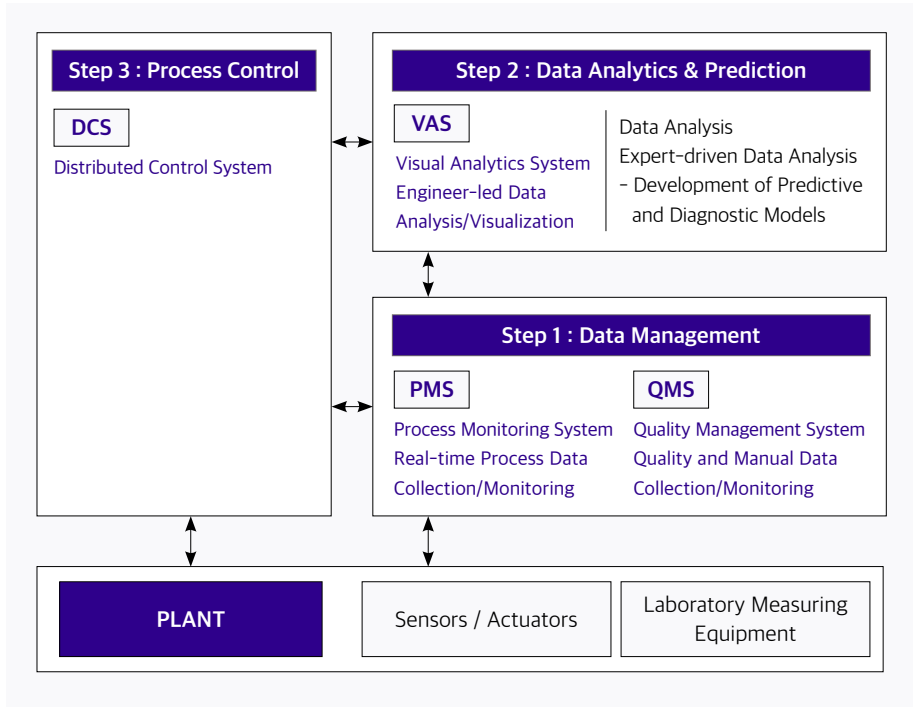 Step 3 : Process Control
DCS
Distributed Control System
Step 2 : Data Analytics & Prediction
VAS
Visual Analytics System
Engineer-led Data
Analysis/Visualization
Data Analysis
Expert-driven Data Analysis
- Development of Predictive
and Diagnostic Models
Step 1 : Data Management
PMS
Process Monitoring System
Real-time Process Data
Collection/Monitoring
QMS
Quality Management System
Quality and Manual Data
Collection/Monitoring
PLANT
Sensors / Actuators
Laboratory Measuring
Equipment